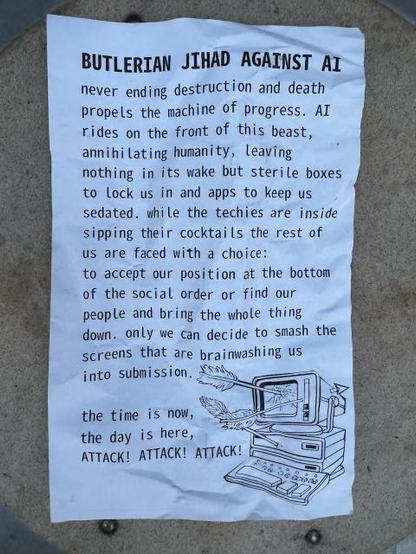 BUTLERIAN JIHAD AGAINST AI
never ending destruction and death
propels the machine of progress. AI
rides on the front of this beast,
annihilating humanity, leaving
nothing in its wake but sterile boxes
to lock us in and apps to keep us
sedated. while the techies are inside
sipping their cocktails the rest of
us are faced with a choice:
to accept our position at the bottom
of the social order or find our
people and bring the whole thing
down. only we can decide to smash the
screens that are brainwashing us
into submission.
the time is now,
the day is here,
ATTACK! ATTACK! ATTACK!